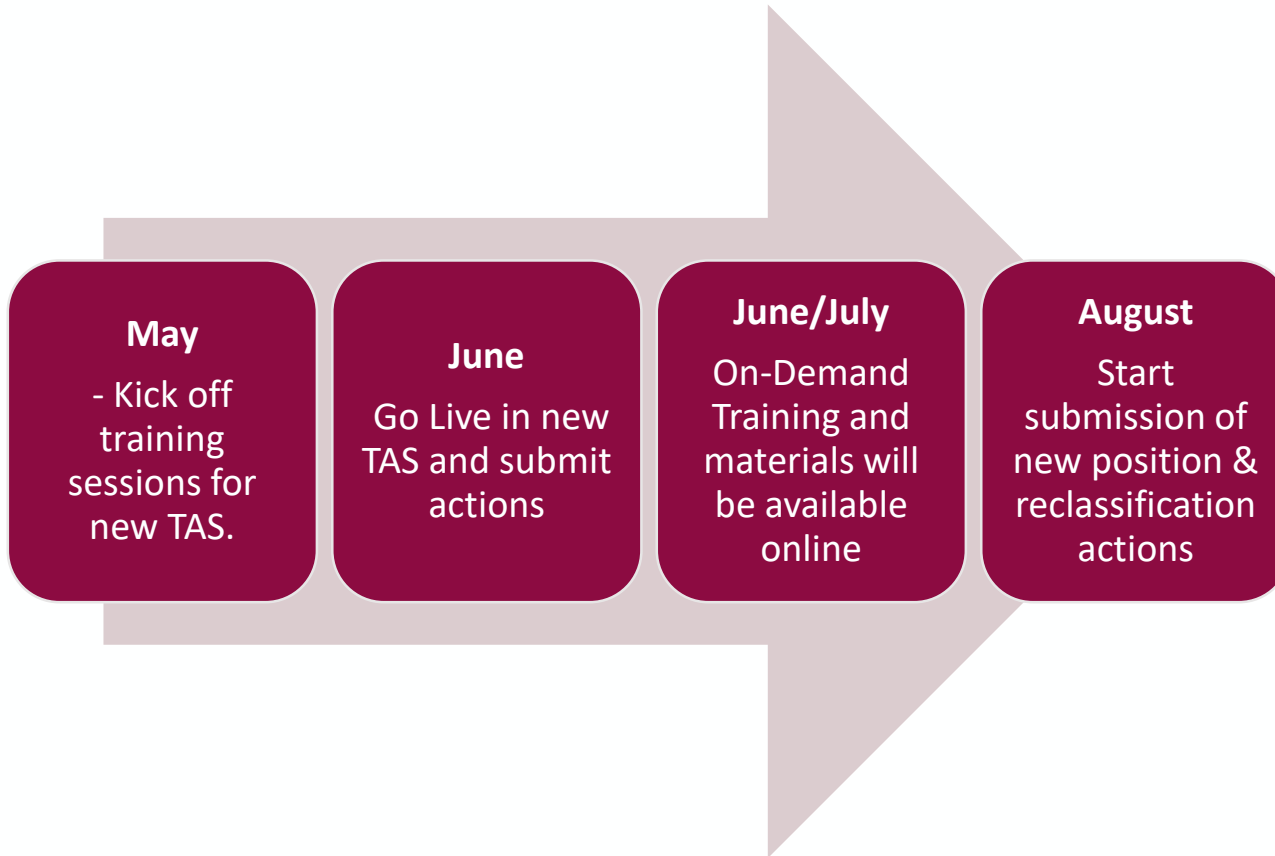 May
- Kick off
training
sessions for
new TAS.
June
Go Live in new
TAS and submit
actions
June/July
On-Demand
Training and
materials will
be available
online
August
Start
submission of
new position &
reclassification
actions